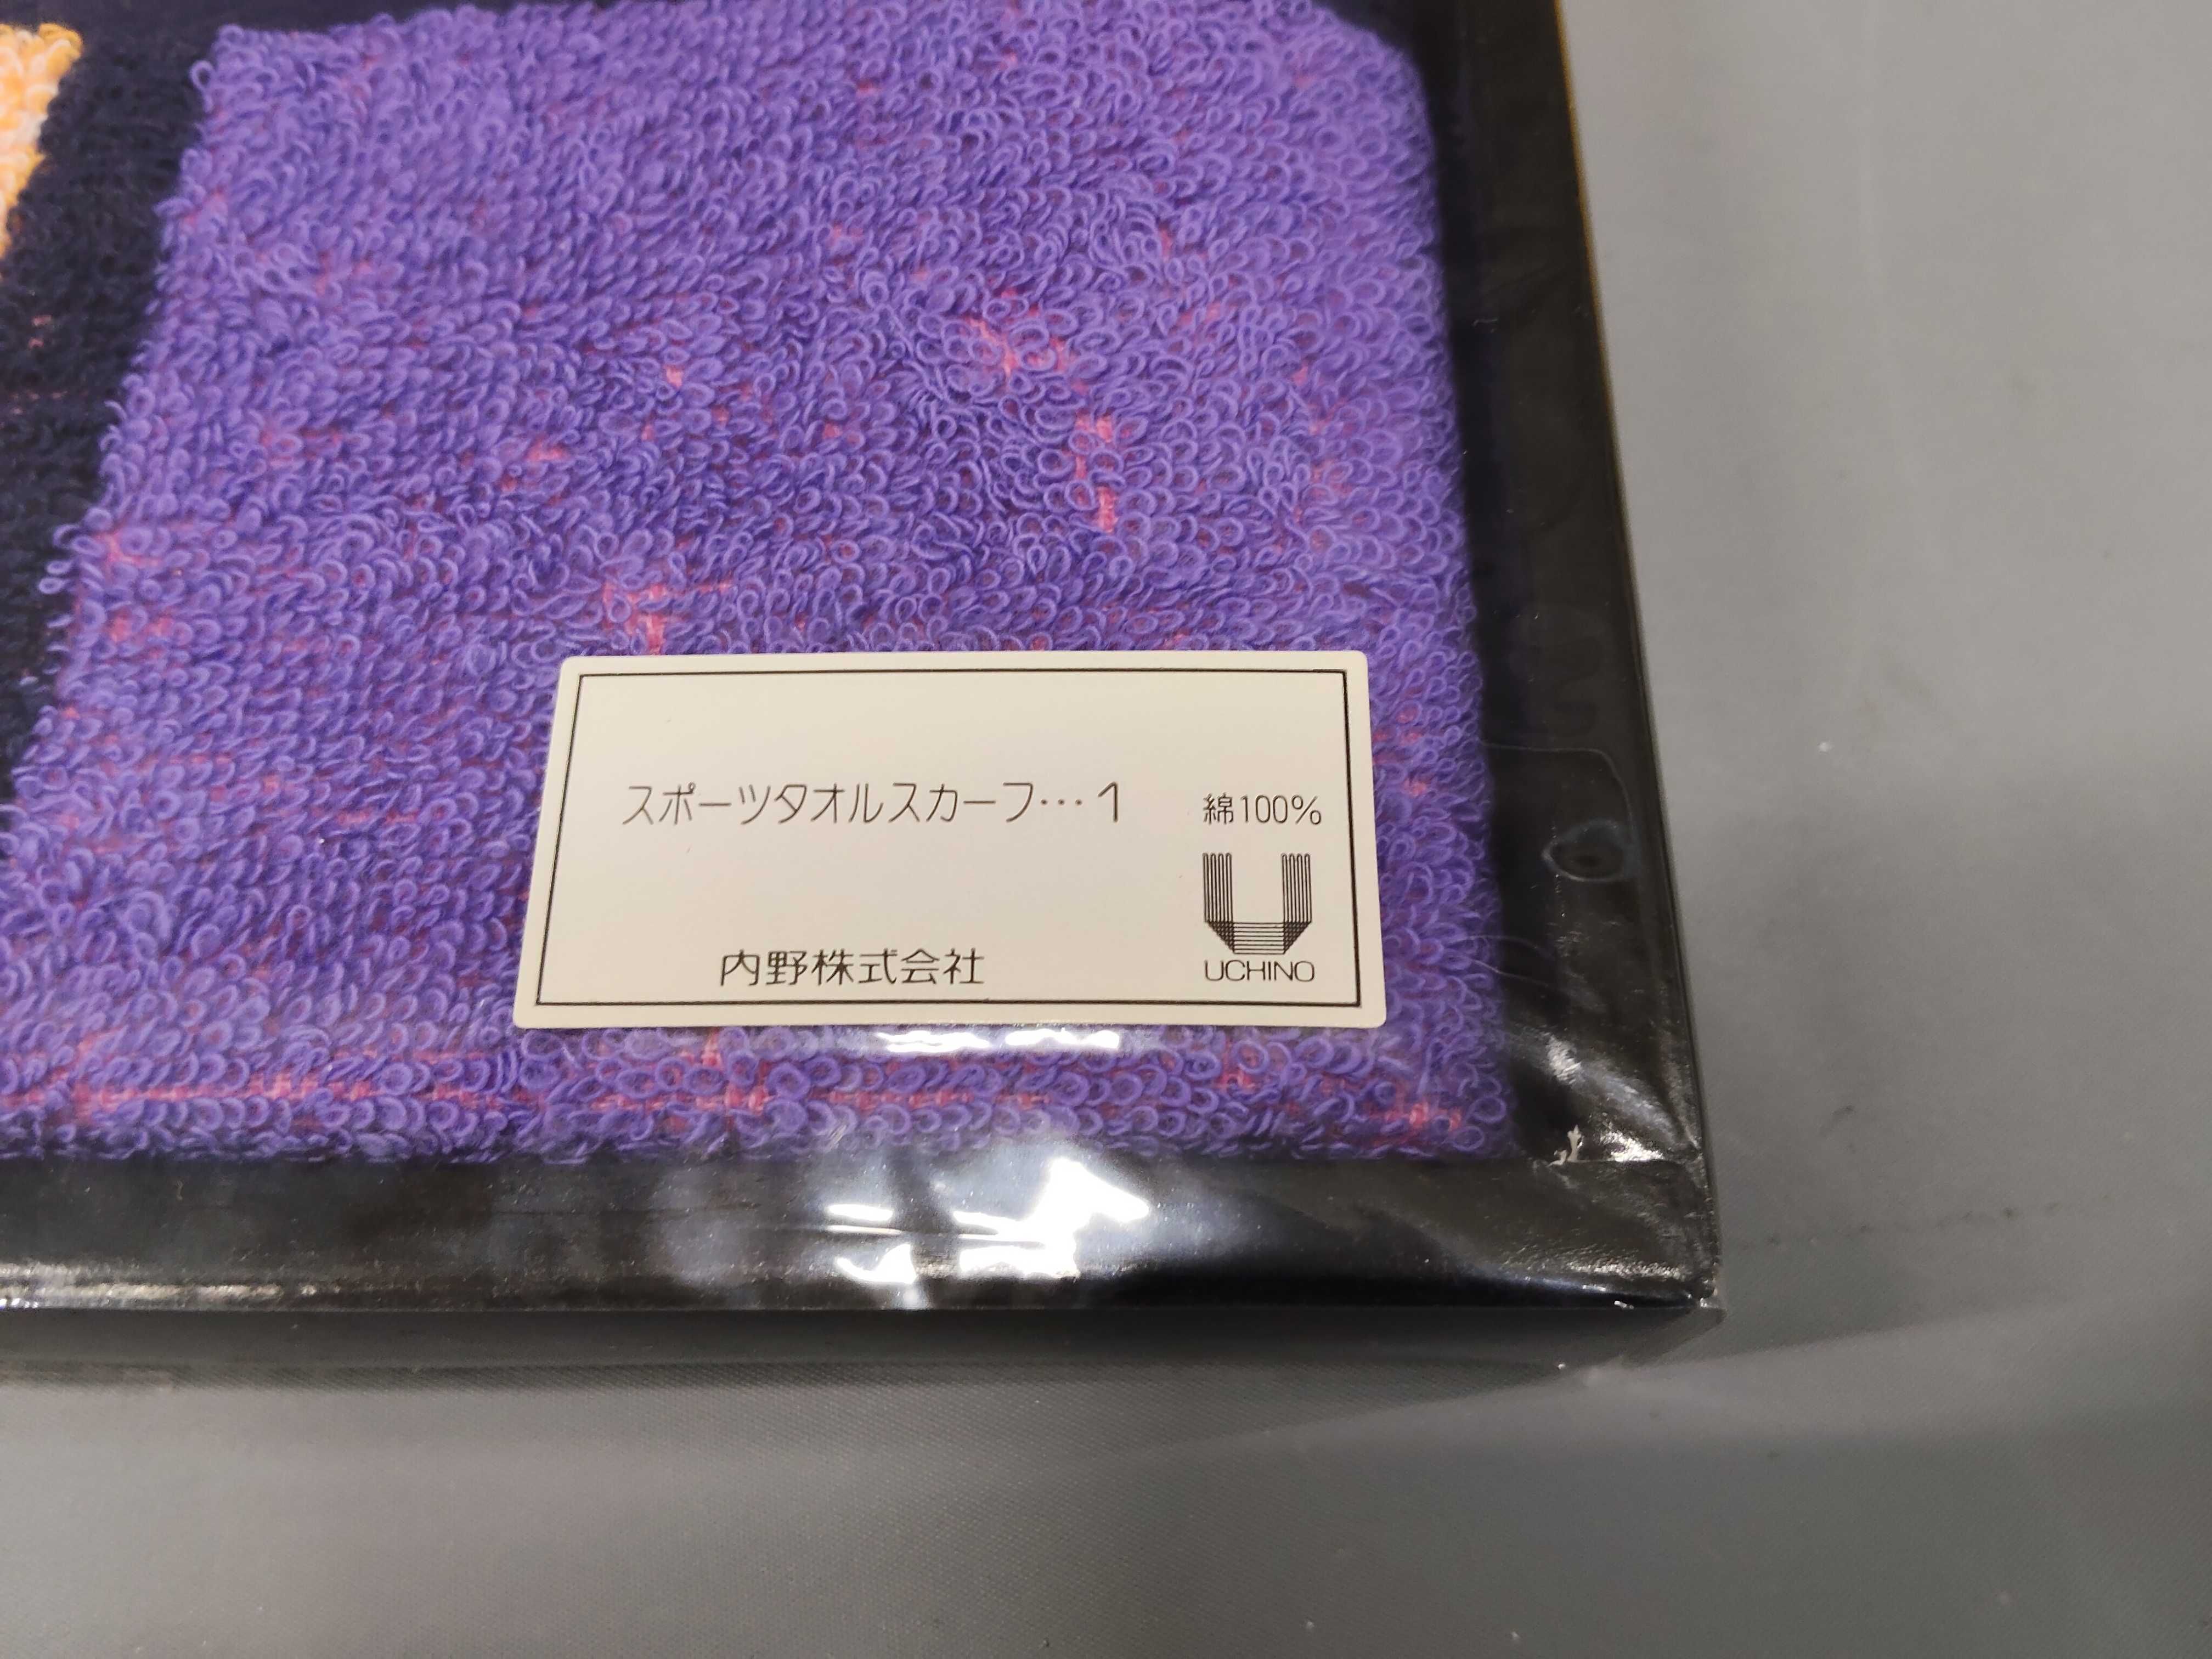 スポーツタオルスカーフ…1
綿100%
内野株式会社
UCHINO